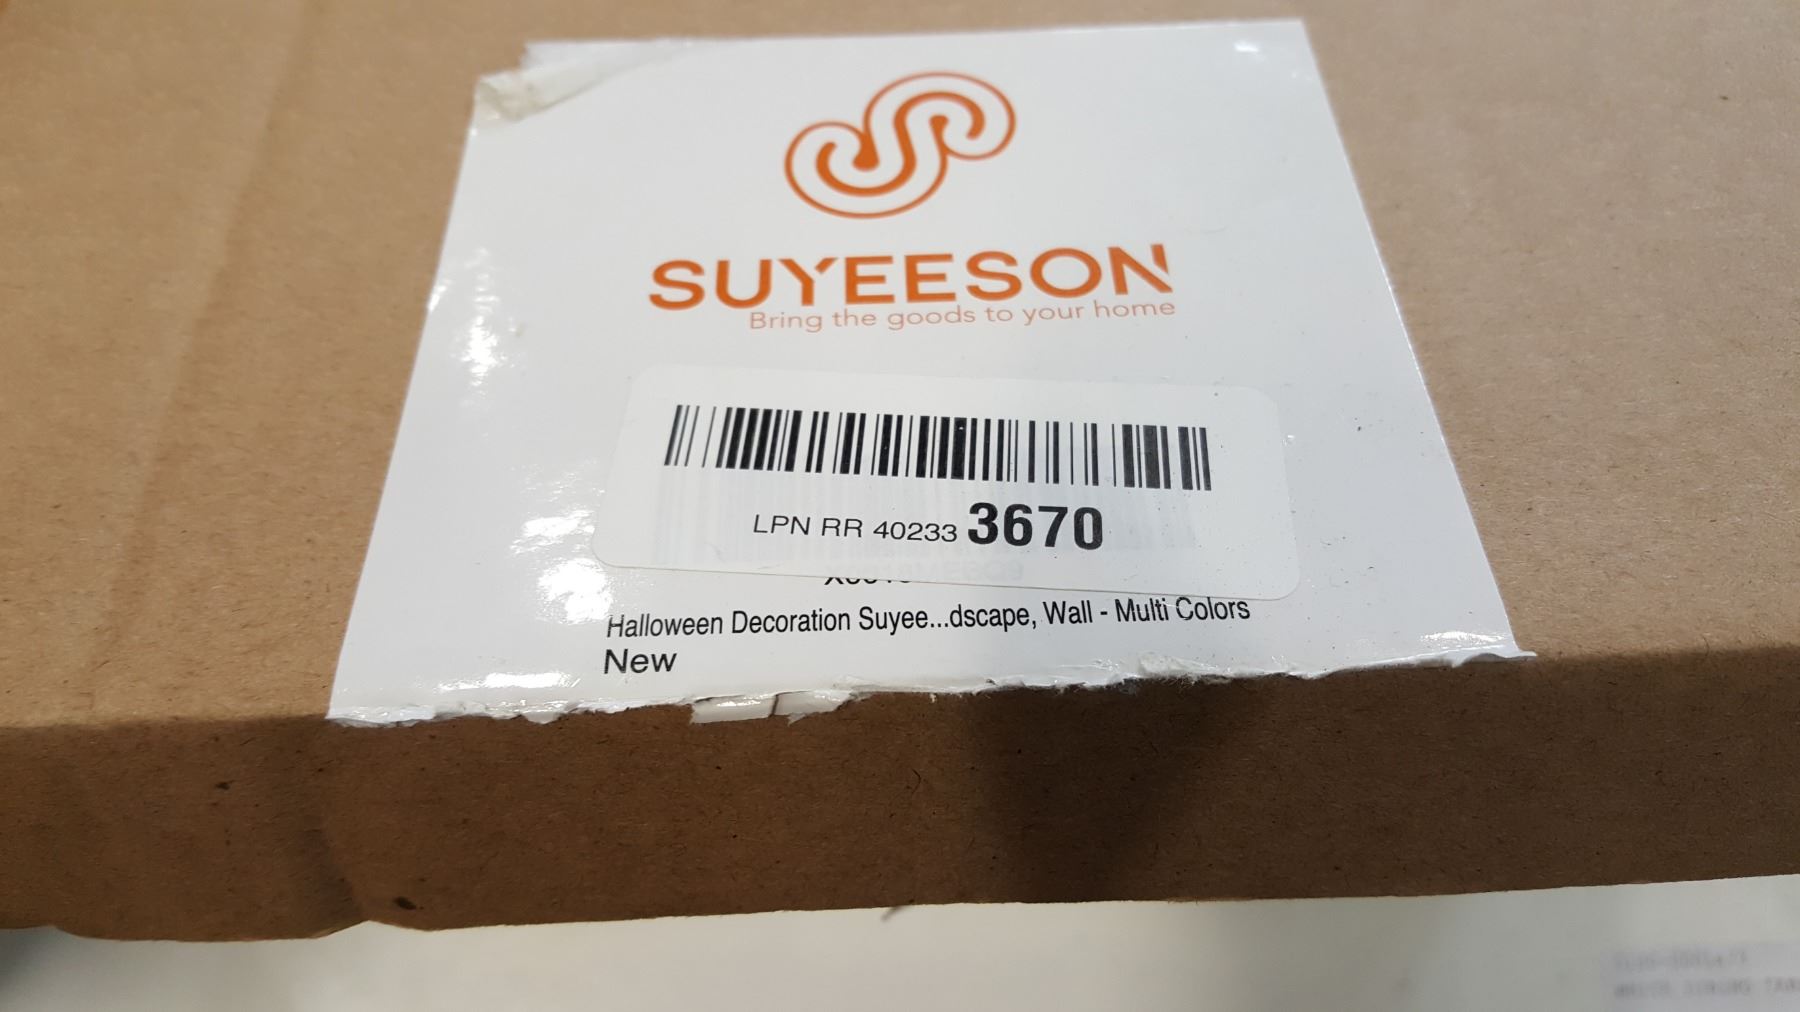 SUYEESON
Bring the goods to your home
LPN RR 40233 3670
Halloween Decoration Suyee...dscape, Wall - Multi Colors
New